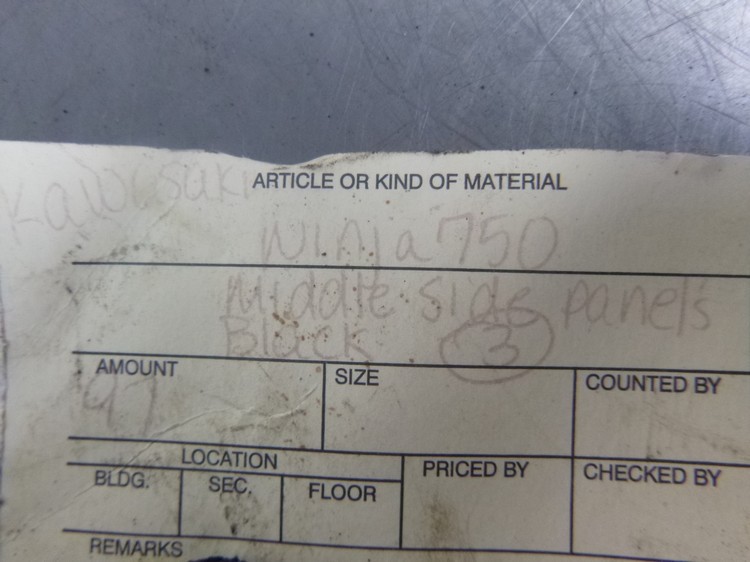 Kawasaki ARTICLE OR KIND OF MATERIAL
Ninja 750
Middle side panels
Black 3
AMOUNT SIZE COUNTED BY
97
LOCATION PRICED BY CHECKED BY
BLDG. SEC. FLOOR
REMARKS